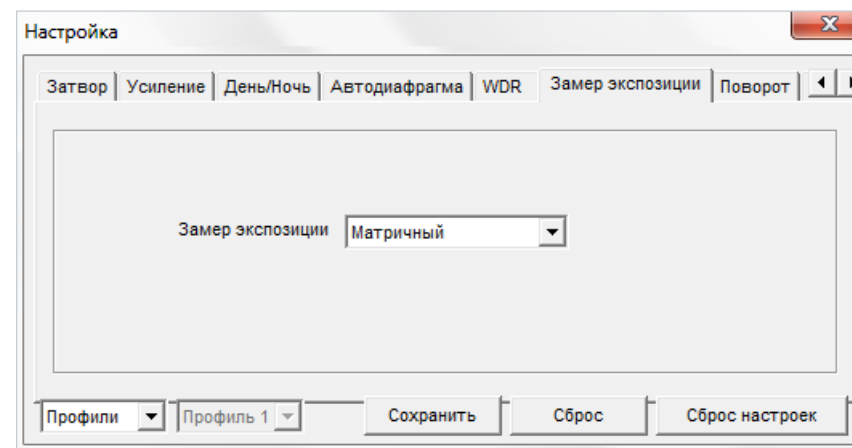 Настройка
Затвор Усиление День/Ночь Автодиафрагма WDR Замер экспозиции Поворот
Замер экспозиции Матричный
Профили Профиль 1 Сохранить Сброс Сброс настроек